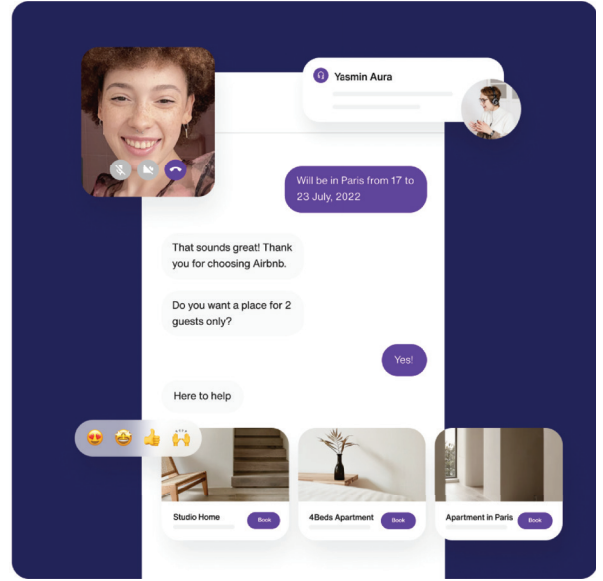 Yasmin Aura
Will be in Paris from 17 to
23 July, 2022
That sounds great! Thank
you for choosing Airbnb.
Do you want a place for 2
guests only?
Yes!
Here to help
Studio Home
Book
4Beds Apartment
Book
Apartment in Paris
Book